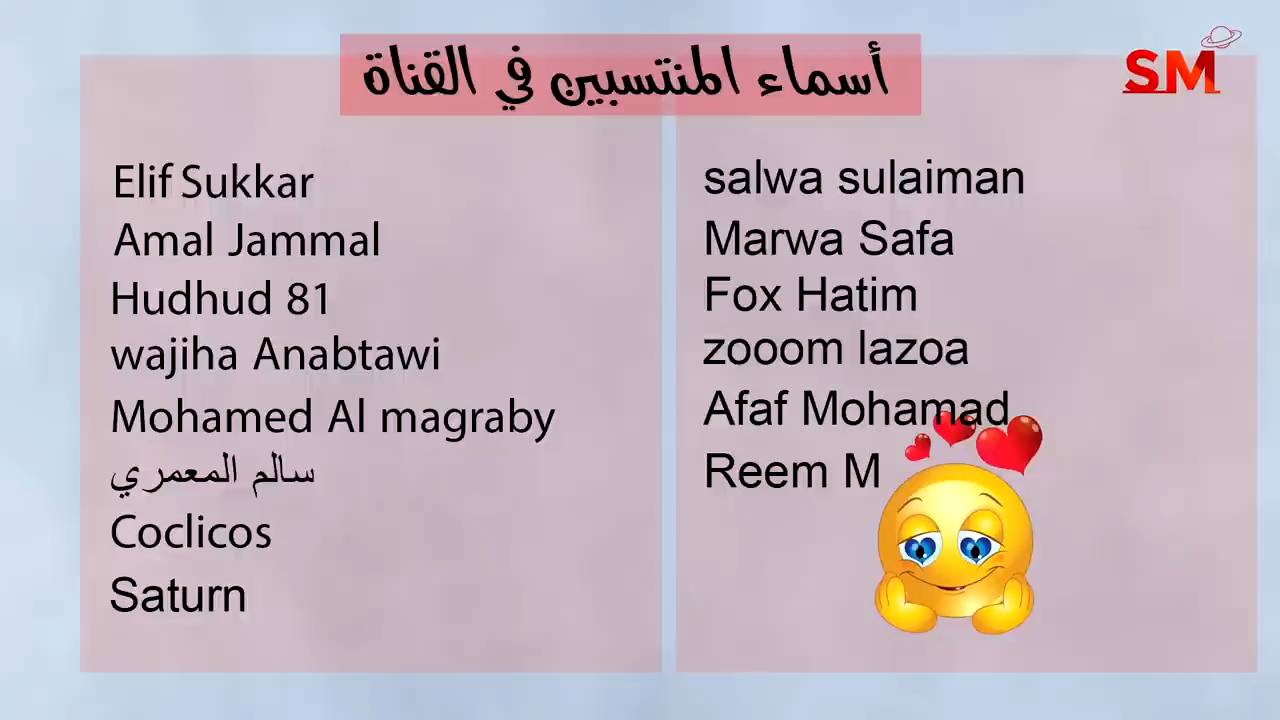 أسماء المنتسبين في القناة
SM
Elif Sukkar
Amal Jammal
Hudhud 81
wajiha Anabtawi
Mohamed Al magraby
سالم المعمري
Coclicos
Saturn
salwa sulaiman
Marwa Safa
Fox Hatim
zooom lazoa
Afaf Mohamad
Reem M